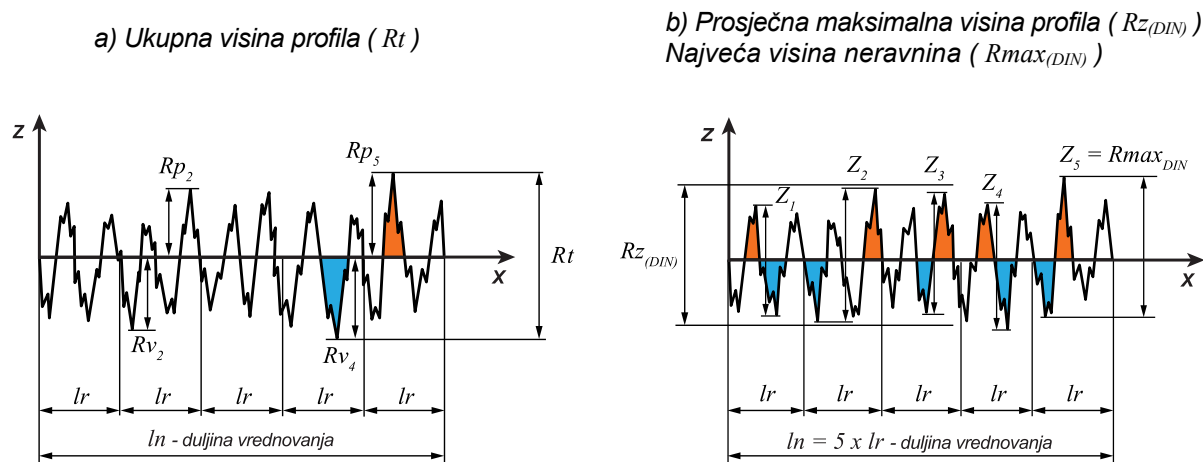 a) Ukupna visina profila ( Rt )
z
Rp₂
Rp₅
Rt
x
Rv₂
Rv₄
lr
lr
lr
lr
lr
ln - duljina vrednovanja
b) Prosječna maksimalna visina profila ( Rz(DIN) )
Najveća visina neravnina ( Rmax(DIN) )
z
Z₁
Z₂
Z₃
Z₄
Z₅ = RmaxDIN
Rz(DIN)
x
lr
lr
lr
lr
lr
ln = 5 x lr - duljina vrednovanja